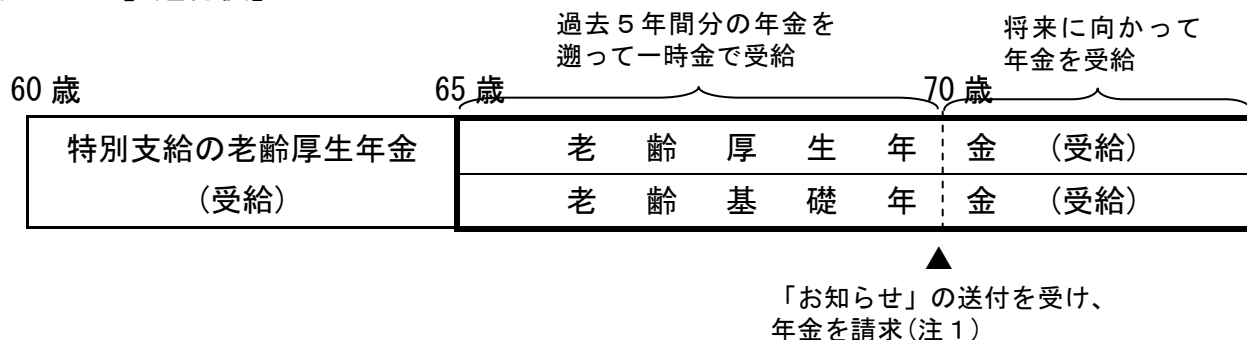 過去５年間分の年金を
遡って一時金で受給
将来に向かって
年金を受給
60 歳
65 歳
70 歳
特別支給の老齢厚生年金
（受給）
老齢厚生年金（受給）
老齢基礎年金（受給）
▲
「お知らせ」の送付を受け、
年金を請求（注１）